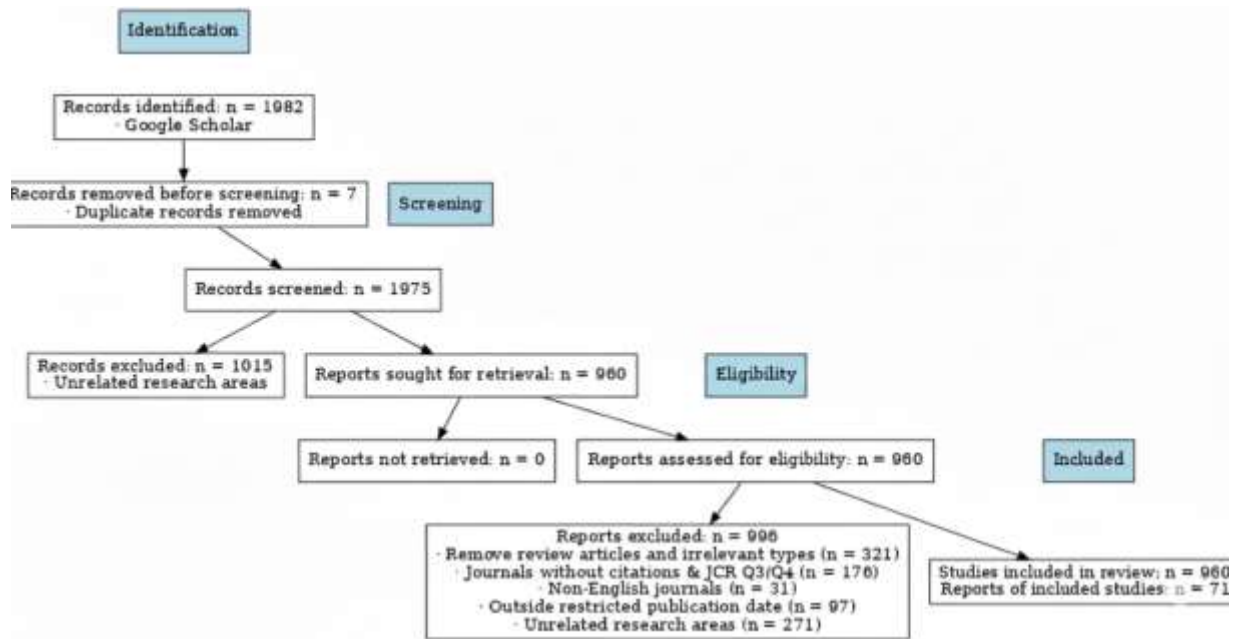 Identification
Records identified: n = 1982
· Google Scholar
Records removed before screening: n = 7
· Duplicate records removed
Screening
Records screened: n = 1975
Records excluded: n = 1015
· Unrelated research areas
Reports sought for retrieval: n = 960
Eligibility
Reports not retrieved: n = 0
Reports assessed for eligibility: n = 960
Included
Reports excluded: n = 996
· Remove review articles and irrelevant types (n = 321)
· Journals without citations & JCR Q3/Q4 (n = 176)
· Non-English journals (n = 31)
· Outside restricted publication date (n = 97)
· Unrelated research areas (n = 271)
Studies included in review: n = 960
Reports of included studies: n = 71